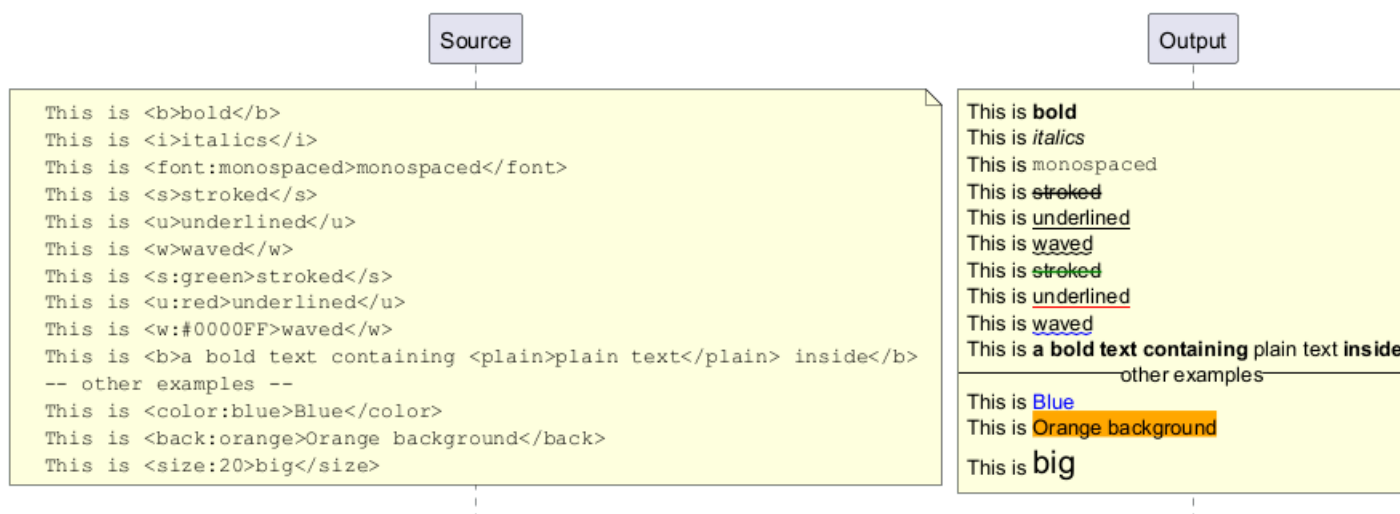 Source
This is <b>bold</b>
This is <i>italics</i>
This is <font:monospaced>monospaced</font>
This is <s>stroked</s>
This is <u>underlined</u>
This is <w>waved</w>
This is <s:green>stroked</s>
This is <u:red>underlined</u>
This is <w:#0000FF>waved</w>
This is <b>a bold text containing <plain>plain text</plain> inside</b>
-- other examples --
This is <color:blue>Blue</color>
This is <back:orange>Orange background</back>
This is <size:20>big</size>
Output
This is bold
This is italics
This is monospaced
This is stroked
This is underlined
This is waved
This is stroked
This is underlined
This is waved
This is a bold text containing plain text inside
other examples
This is Blue
This is Orange background
This is big